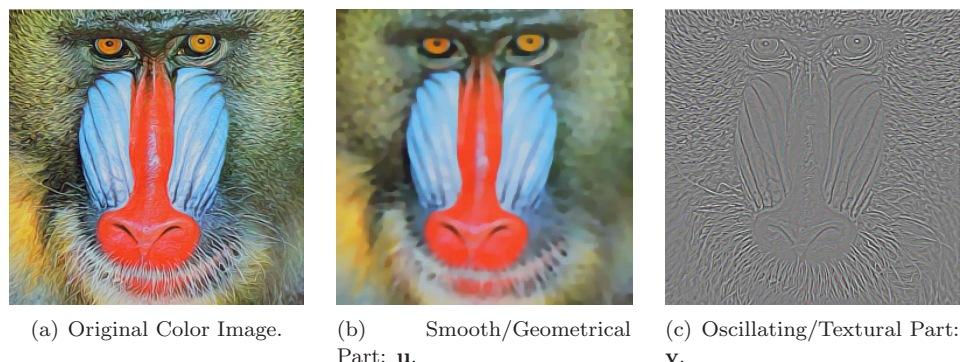 (a) Original Color Image.
(b) Smooth/Geometrical
Part: u.
(c) Oscillating/Textural Part:
v.